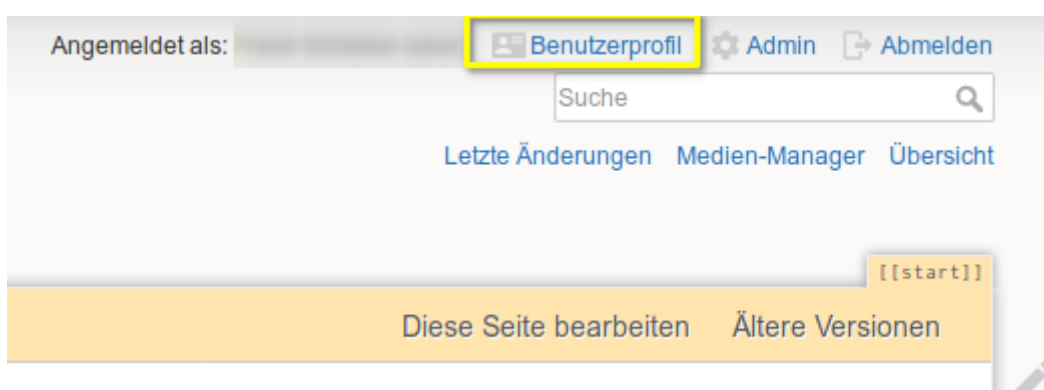 Angemeldet als: Benutzerprofil Admin Abmelden
Suche
Letzte Änderungen Medien-Manager Übersicht
[[start]]
Diese Seite bearbeiten Ältere Versionen